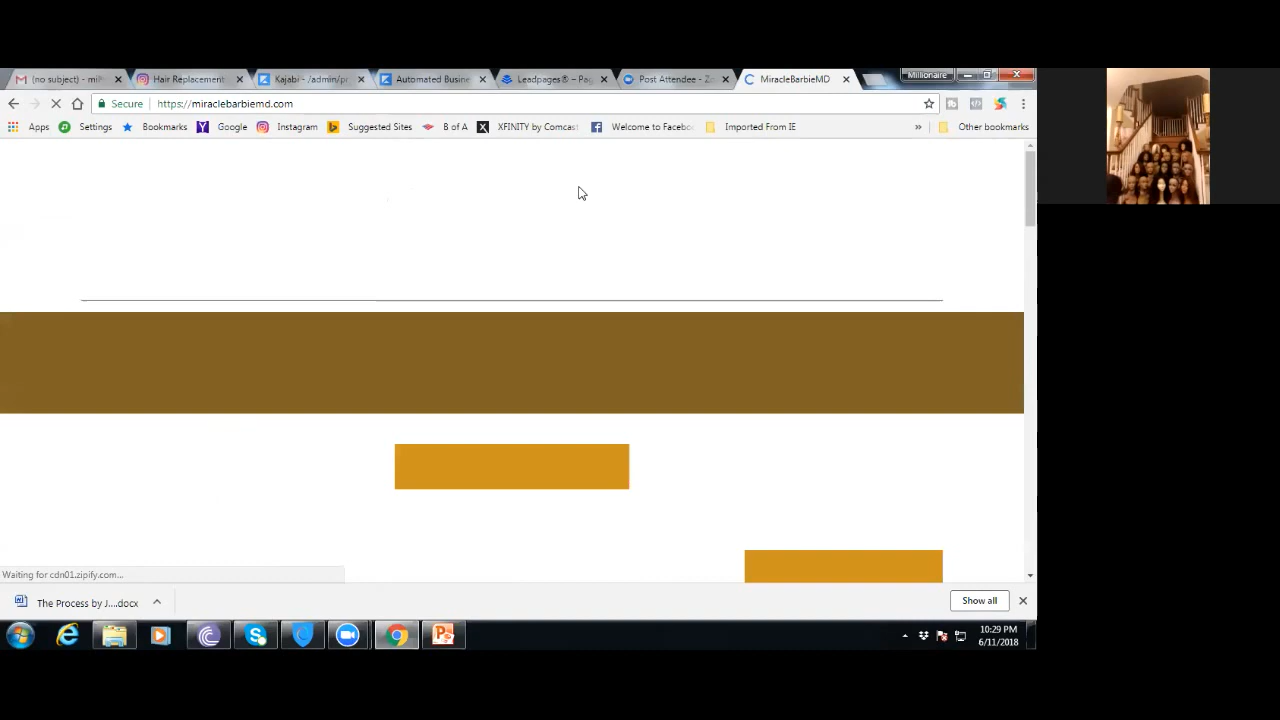 (no subject) - mi
Hair Replacement
Kajabi - /admin/pr
Automated Busine
Leadpages® – Pag
Post Attendee - Z
MiracleBarbieMD
Millionaire
Secure
https://miraclebarbiemd.com
Apps
Settings
Bookmarks
Google
Instagram
Suggested Sites
B of A
XFINITY by Comcast
Welcome to Facebo
Imported From IE
»
Other bookmarks
Waiting for cdn01.zipify.com...
The Process by J....docx
Show all
10:29 PM
6/11/2018